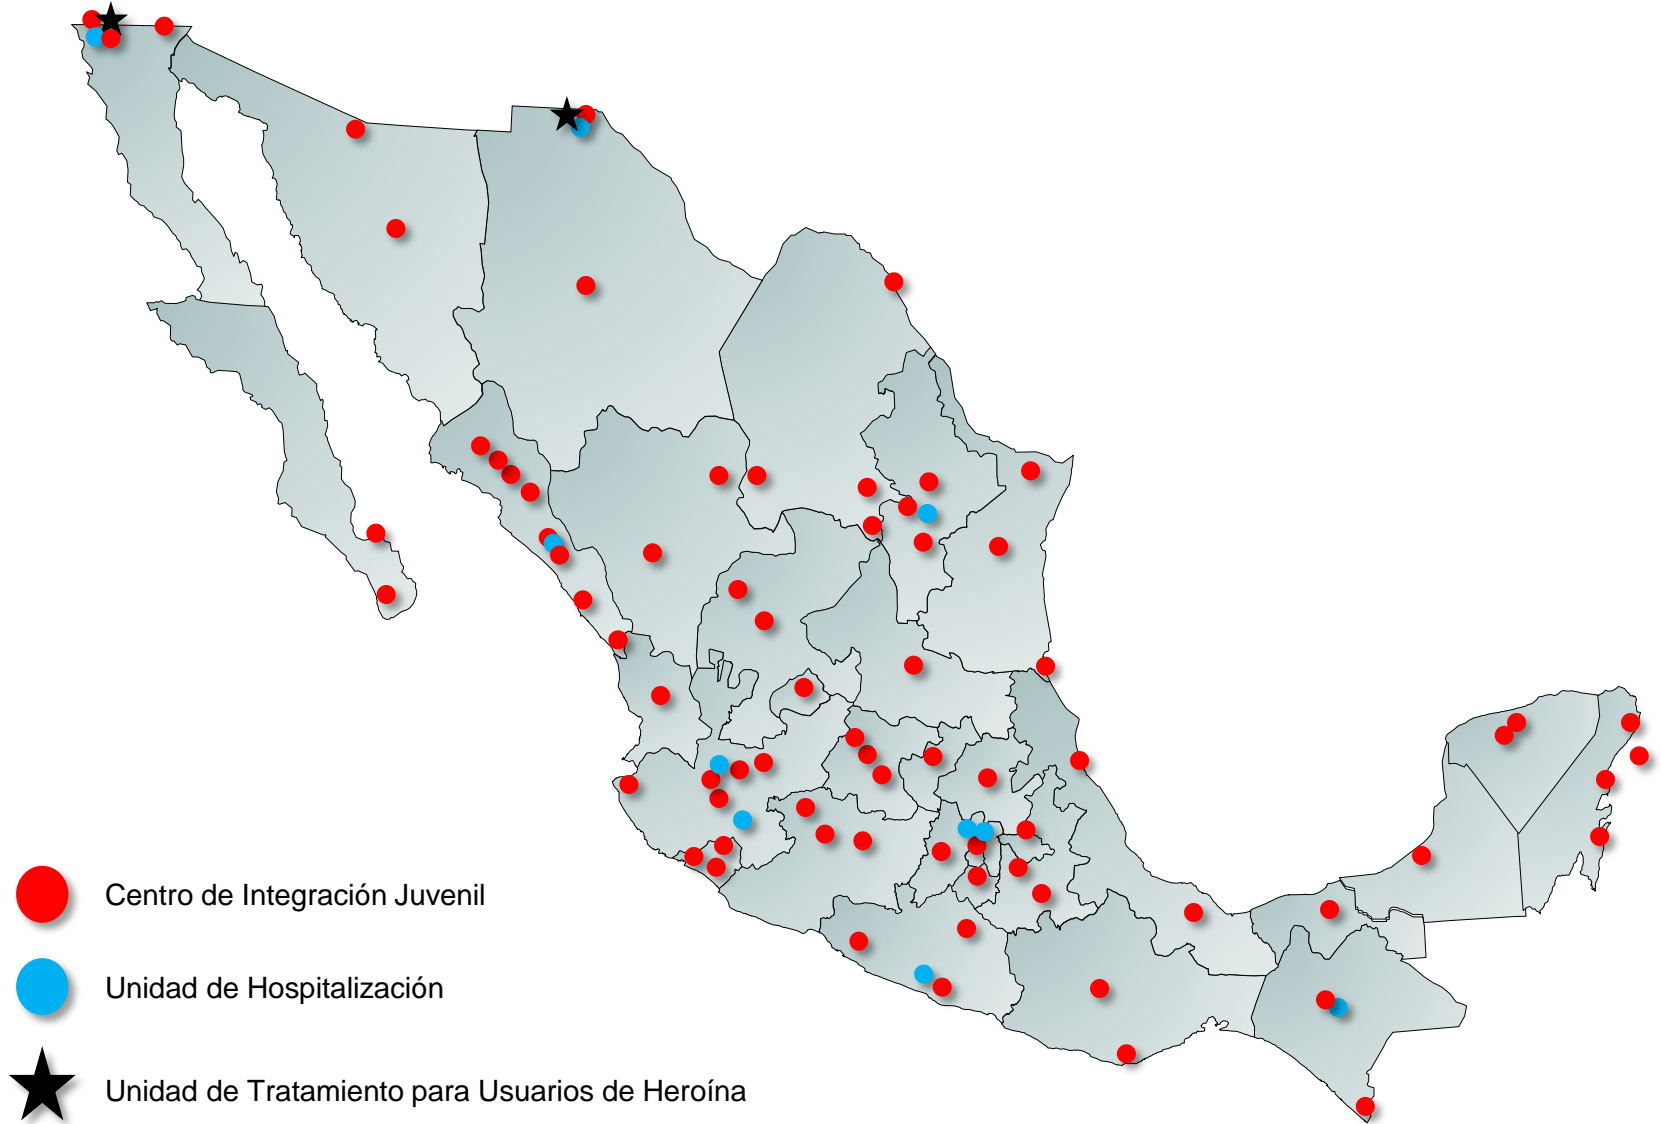 Centro de Integración Juvenil
Unidad de Hospitalización
Unidad de Tratamiento para Usuarios de Heroína